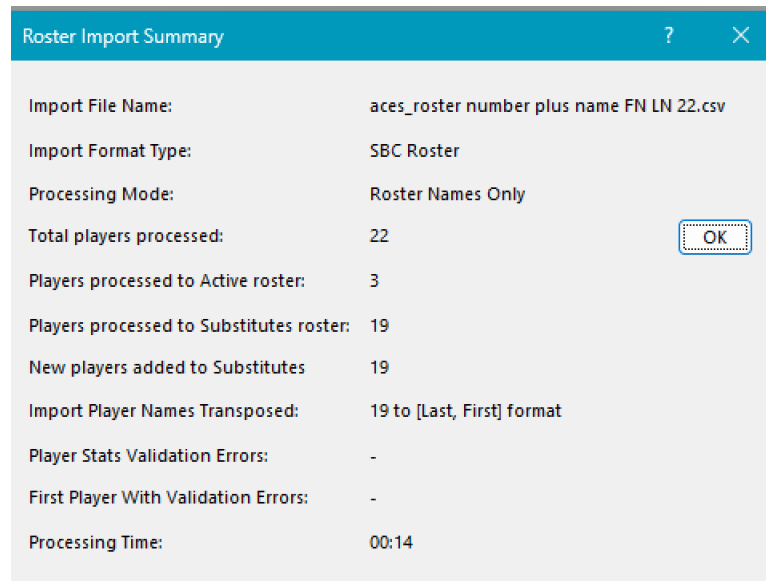 Roster Import Summary ? ×
Import File Name: aces_roster number plus name FN LN 22.csv
Import Format Type: SBC Roster
Processing Mode: Roster Names Only
Total players processed: 22 OK
Players processed to Active roster: 3
Players processed to Substitutes roster: 19
New players added to Substitutes 19
Import Player Names Transposed: 19 to [Last, First] format
Player Stats Validation Errors: -
First Player With Validation Errors: -
Processing Time: 00:14